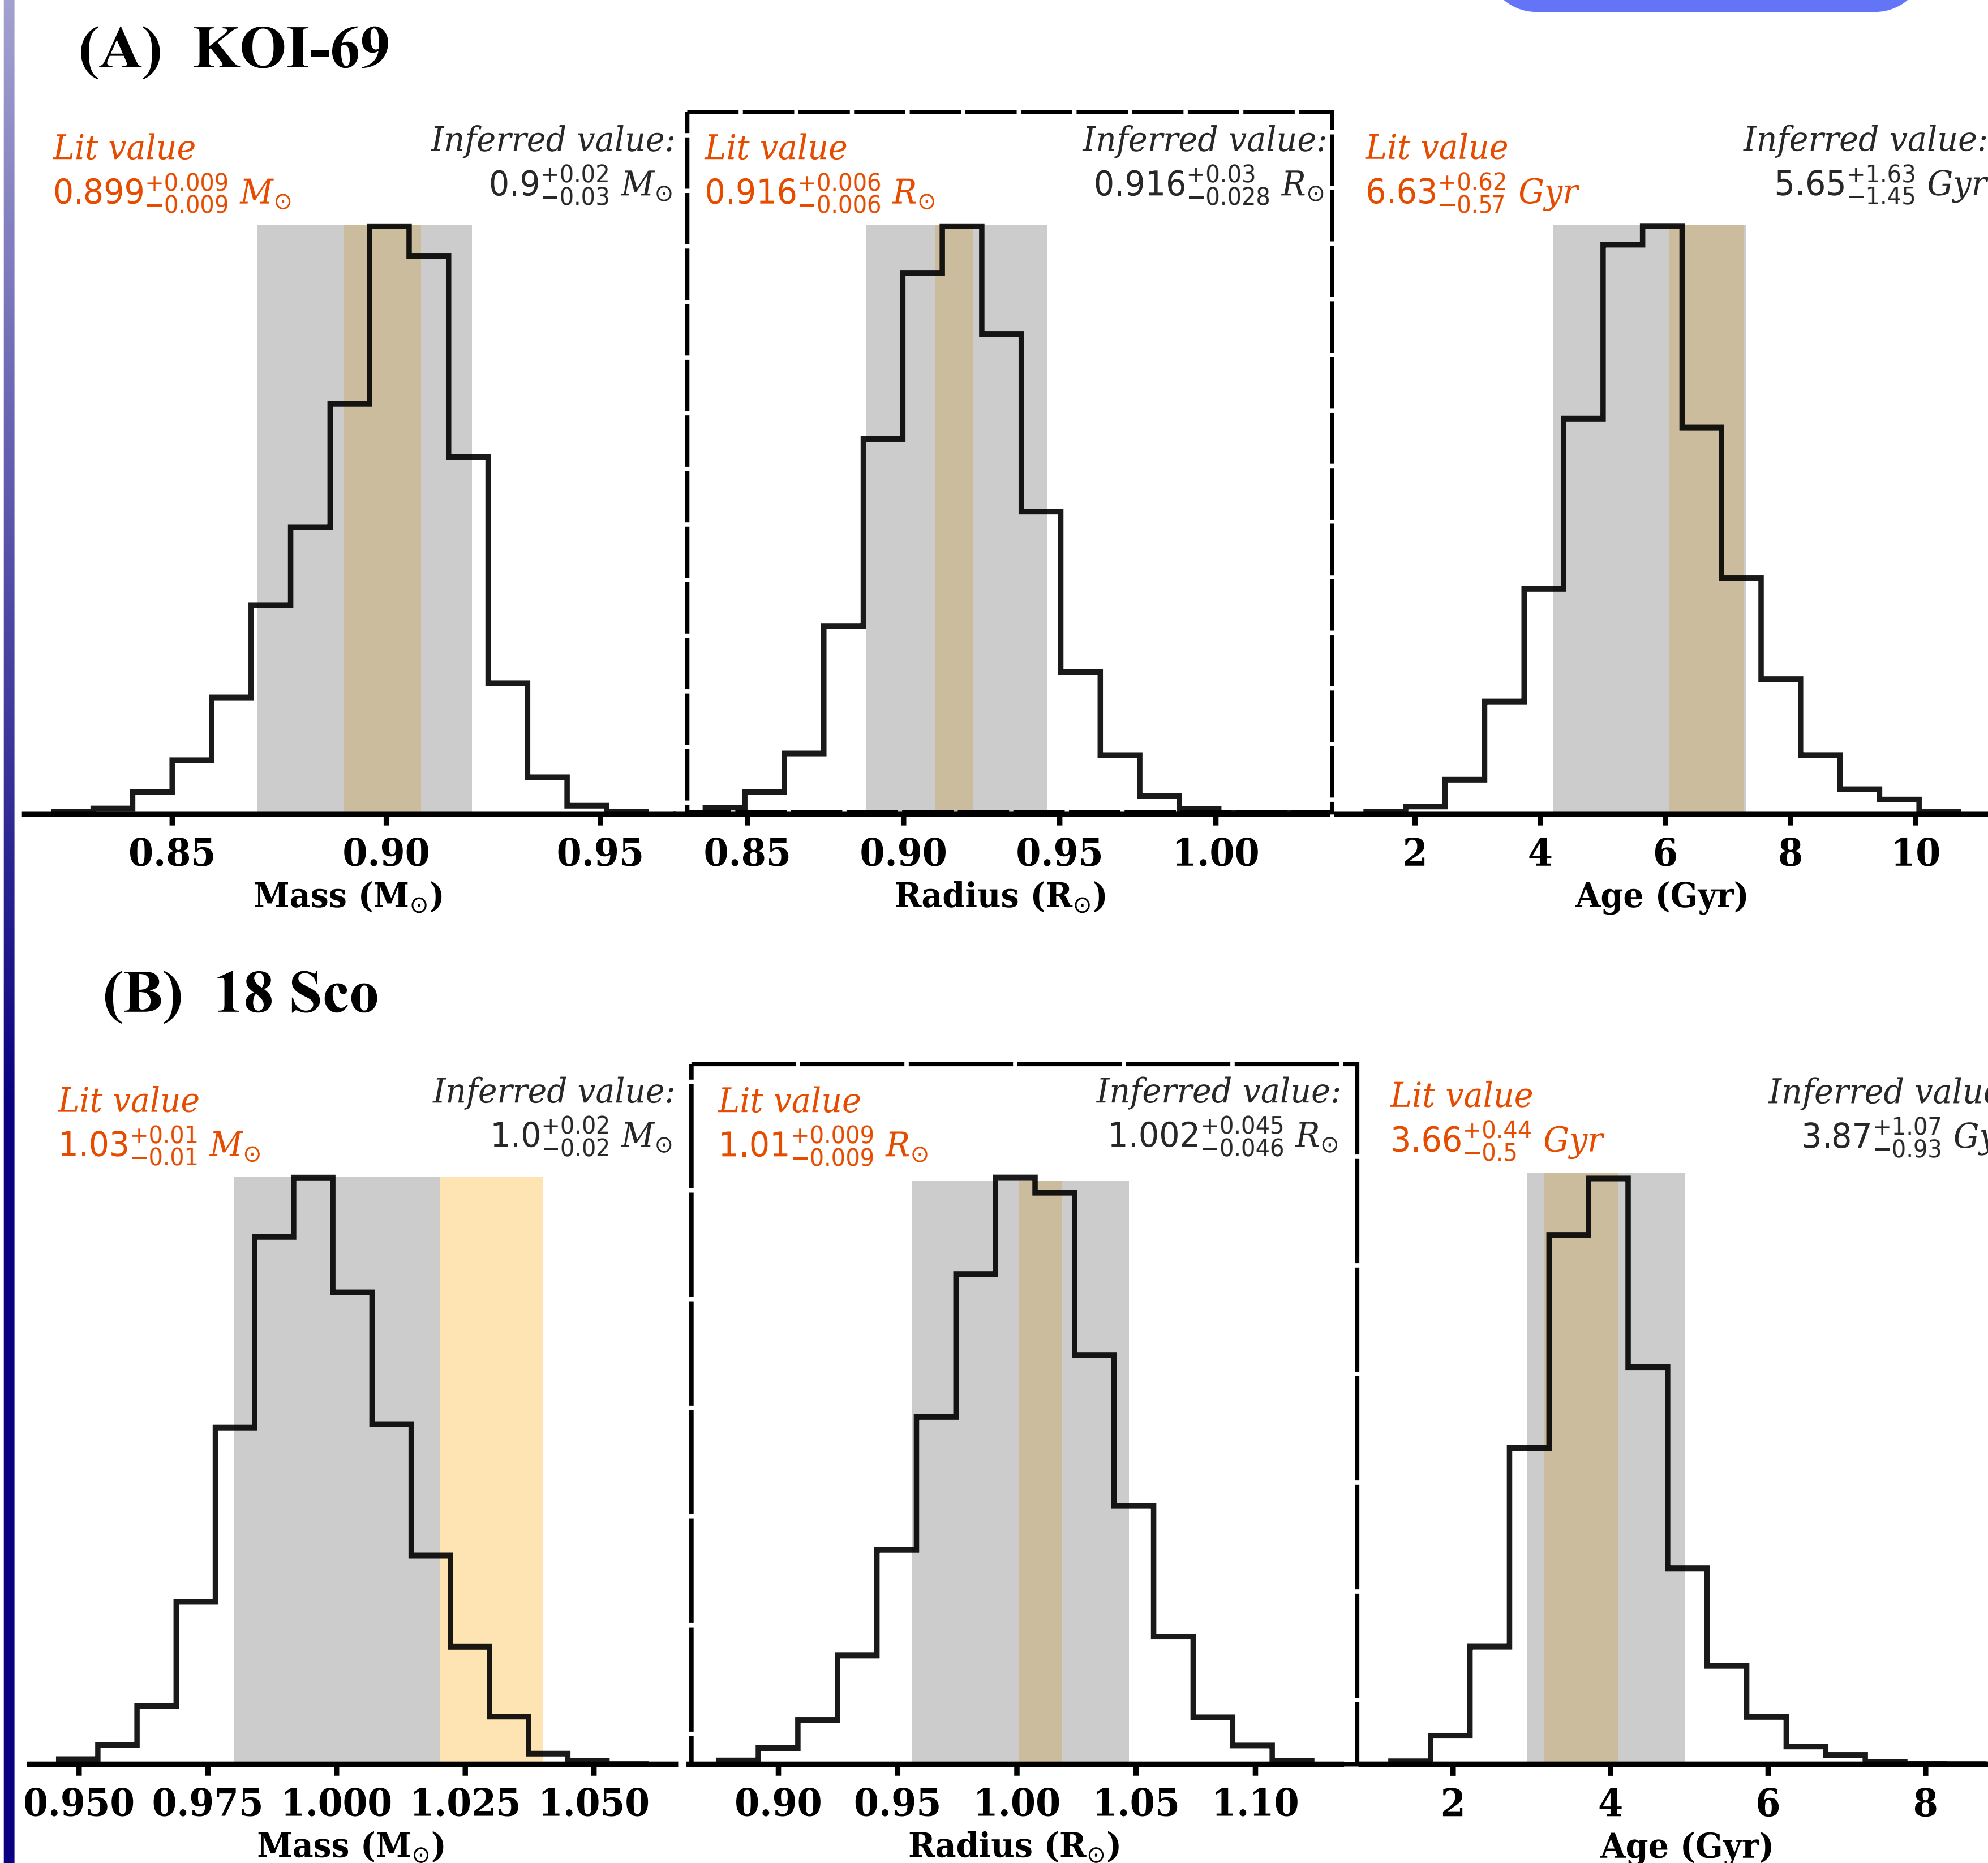 (A) KOI-69
Lit value
0.899+0.009−0.009 M⊙
Inferred value:
0.9+0.02−0.03 M⊙
Lit value
0.916+0.006−0.006 R⊙
Inferred value:
0.916+0.03−0.028 R⊙
Lit value
6.63+0.62−0.57 Gyr
Inferred value:
5.65+1.63−1.45 Gyr
0.85 0.90 0.95
Mass (M⊙)
0.85 0.90 0.95 1.00
Radius (R⊙)
2 4 6 8 10
Age (Gyr)
(B) 18 Sco
Lit value
1.03+0.01−0.01 M⊙
Inferred value:
1.0+0.02−0.02 M⊙
Lit value
1.01+0.009−0.009 R⊙
Inferred value:
1.002+0.045−0.046 R⊙
Lit value
3.66+0.44−0.5 Gyr
Inferred value
3.87+1.07−0.93 Gy
0.950 0.975 1.000 1.025 1.050
Mass (M⊙)
0.90 0.95 1.00 1.05 1.10
Radius (R⊙)
2 4 6 8
Age (Gyr)